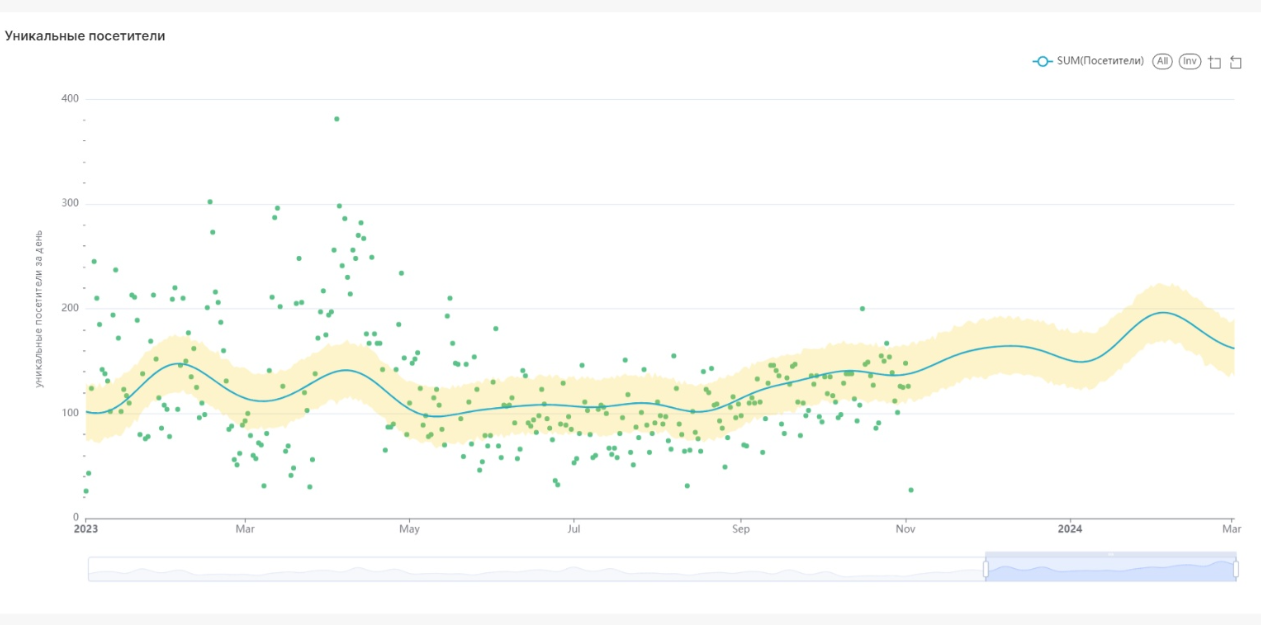 Уникальные посетители
SUM(Посетители) All Inv
400
300
200
100
0
уникальные посетители за день
2023 Mar May Jul Sep Nov 2024 Mar